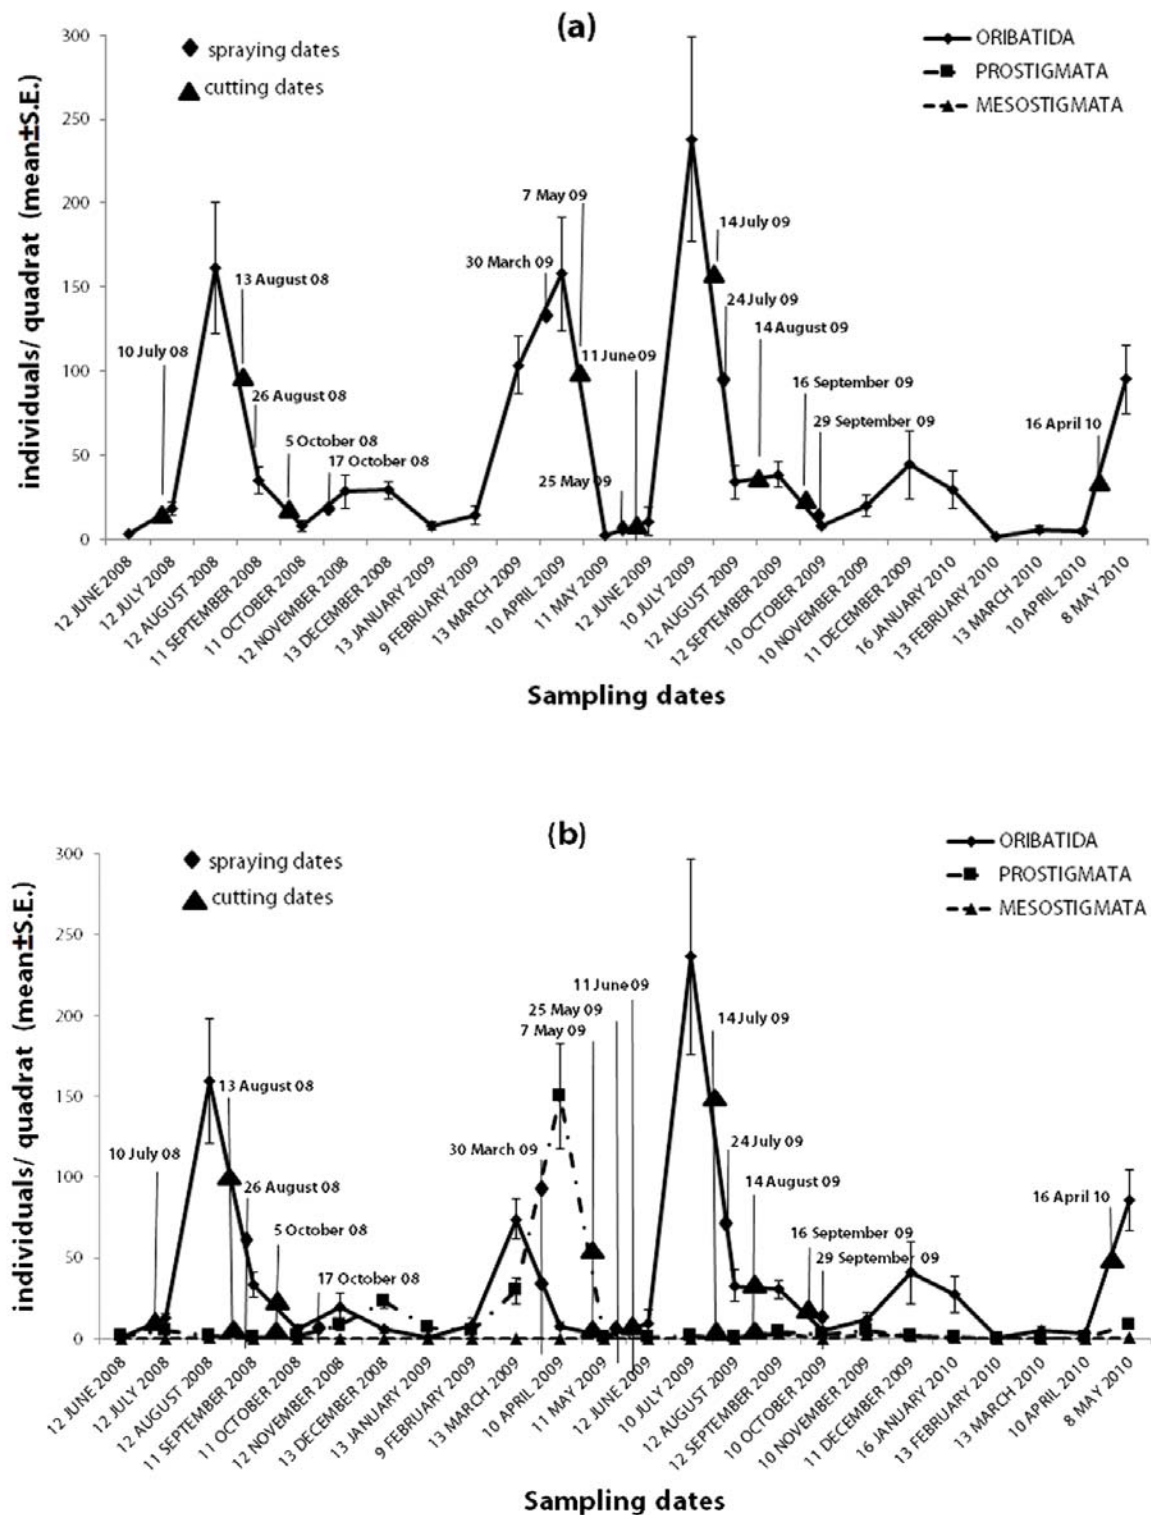 (a)
300
250
200
150
100
50
0
individuals/ quadrat (mean±S.E.)
spraying dates
cutting dates
ORIBATIDA
PROSTIGMATA
MESOSTIGMATA
10 July 08
13 August 08
26 August 08
5 October 08
17 October 08
30 March 09
7 May 09
25 May 09
11 June 09
14 July 09
24 July 09
14 August 09
16 September 09
29 September 09
16 April 10
12 JUNE 2008
12 JULY 2008
12 AUGUST 2008
11 SEPTEMBER 2008
11 OCTOBER 2008
12 NOVEMBER 2008
13 DECEMBER 2008
13 JANUARY 2009
9 FEBRUARY 2009
13 MARCH 2009
10 APRIL 2009
11 MAY 2009
12 JUNE 2009
10 JULY 2009
12 AUGUST 2009
12 SEPTEMBER 2009
10 OCTOBER 2009
10 NOVEMBER 2009
11 DECEMBER 2009
16 JANUARY 2010
13 FEBRUARY 2010
13 MARCH 2010
10 APRIL 2010
8 MAY 2010
Sampling dates
(b)
300
250
200
150
100
50
0
individuals/ quadrat (mean±S.E.)
spraying dates
cutting dates
ORIBATIDA
PROSTIGMATA
MESOSTIGMATA
10 July 08
13 August 08
26 August 08
5 October 08
17 October 08
30 March 09
7 May 09
25 May 09
11 June 09
14 July 09
24 July 09
14 August 09
16 September 09
29 September 09
16 April 10
12 JUNE 2008
12 JULY 2008
12 AUGUST 2008
11 SEPTEMBER 2008
11 OCTOBER 2008
12 NOVEMBER 2008
13 DECEMBER 2008
13 JANUARY 2009
9 FEBRUARY 2009
13 MARCH 2009
10 APRIL 2009
11 MAY 2009
12 JUNE 2009
10 JULY 2009
12 AUGUST 2009
12 SEPTEMBER 2009
10 OCTOBER 2009
10 NOVEMBER 2009
11 DECEMBER 2009
16 JANUARY 2010
13 FEBRUARY 2010
13 MARCH 2010
10 APRIL 2010
8 MAY 2010
Sampling dates